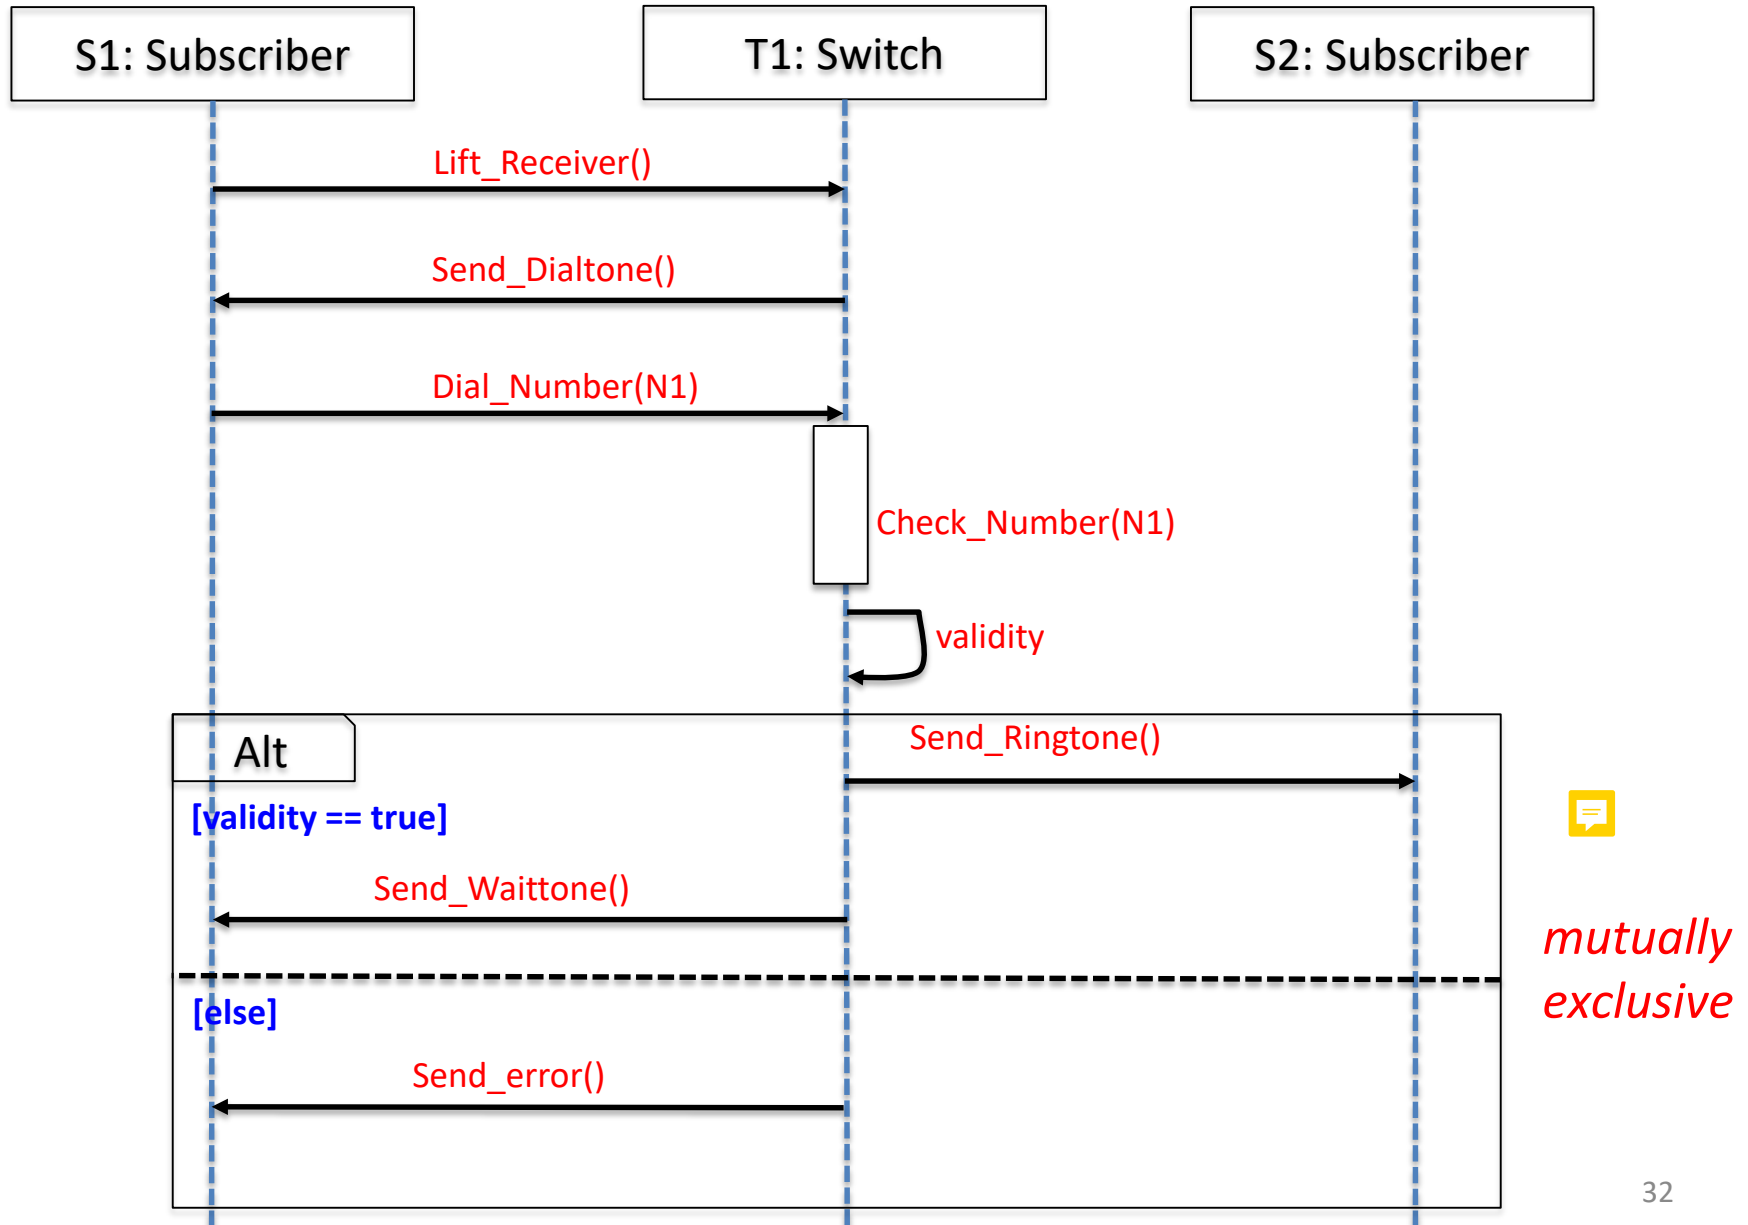 S1: Subscriber
T1: Switch
S2: Subscriber
Lift_Receiver()
Send_Dialtone()
Dial_Number(N1)
Check_Number(N1)
validity
Alt
Send_Ringtone()
[validity == true]
Send_Waittone()
mutually
exclusive
[else]
Send_error()
32